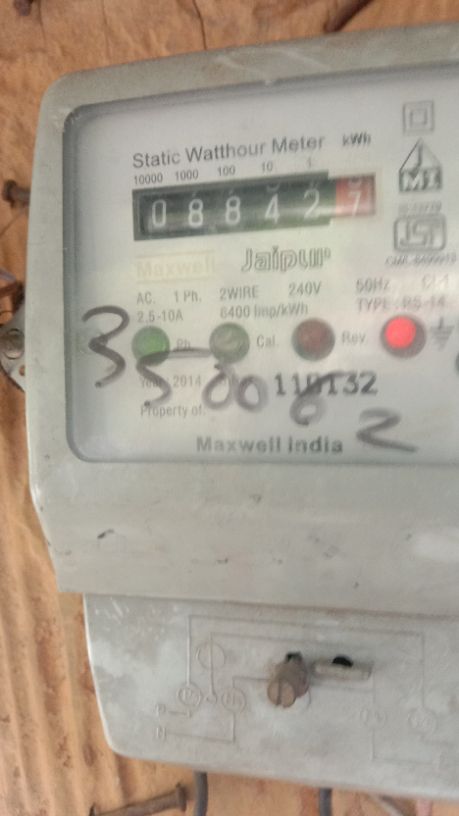 Static Watthour Meter kWh
10000 1000 100 10 1
0 8 8 4 2 7
Maxwell Jaipur
AC. 1 Ph. 2WIRE 240V 50Hz Cl-1
2.5-10A 6400 Imp/kWh TYPE: RS-14
Ph. Cal. Rev.
Year 2014
Property of:
Maxwell India